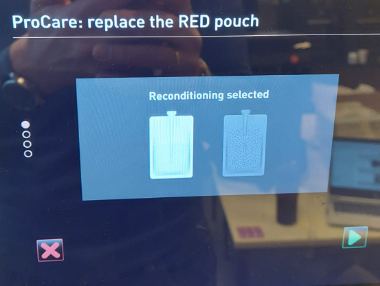 ProCare: replace the RED pouch
Reconditioning selected